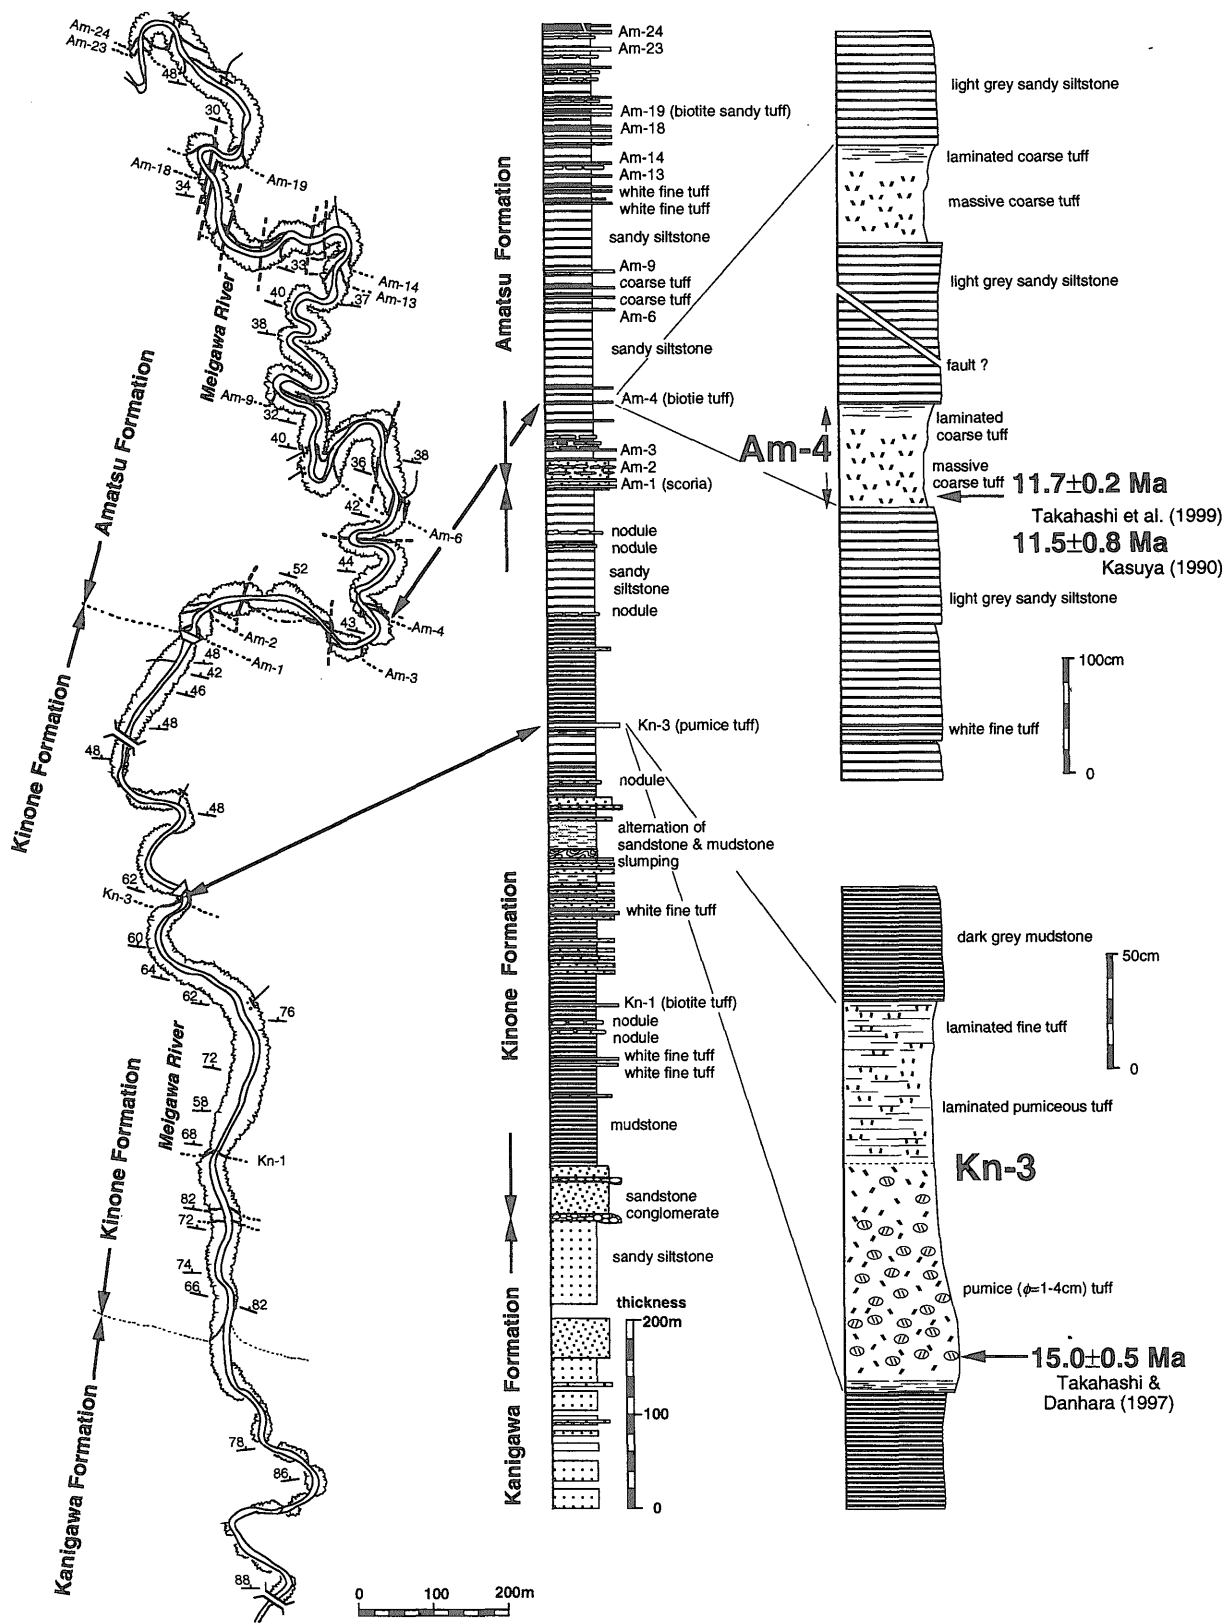 Am-24
Am-23
48
30
Am-18
34
Am-19
Meigawa River
33
Am-14
Am-13
40
37
38
Am-9
32
40
36
38
42
Am-6
44
52
43
Am-4
Am-2
Am-1
Am-3
48
42
46
48
48
48
62
Kn-3
60
64
62
76
Meigawa River
72
58
68
Kn-1
82
72
74
66
82
78
86
88
Amatsu Formation
Kinone Formation
Kinone Formation
Kanigawa Formation
0 100 200m
Amatsu Formation
Kinone Formation
Kanigawa Formation
Am-24
Am-23
Am-19 (biotite sandy tuff)
Am-18
Am-14
Am-13
white fine tuff
white fine tuff
sandy siltstone
Am-9
coarse tuff
coarse tuff
Am-6
sandy siltstone
Am-4 (biotie tuff)
Am-3
Am-2
Am-1 (scoria)
nodule
nodule
sandy
siltstone
nodule
Kn-3 (pumice tuff)
nodule
alternation of
sandstone & mudstone
slumping
white fine tuff
Kn-1 (biotite tuff)
nodule
nodule
white fine tuff
white fine tuff
mudstone
sandstone
conglomerate
sandy siltstone
thickness
200m
100
0
light grey sandy siltstone
laminated coarse tuff
massive coarse tuff
light grey sandy siltstone
fault ?
Am-4
laminated
coarse tuff
massive
coarse tuff
11.7±0.2 Ma
Takahashi et al. (1999)
11.5±0.8 Ma
Kasuya (1990)
light grey sandy siltstone
100cm
white fine tuff
0
dark grey mudstone
50cm
laminated fine tuff
0
laminated pumiceous tuff
Kn-3
pumice (ϕ=1-4cm) tuff
15.0±0.5 Ma
Takahashi &
Danhara (1997)